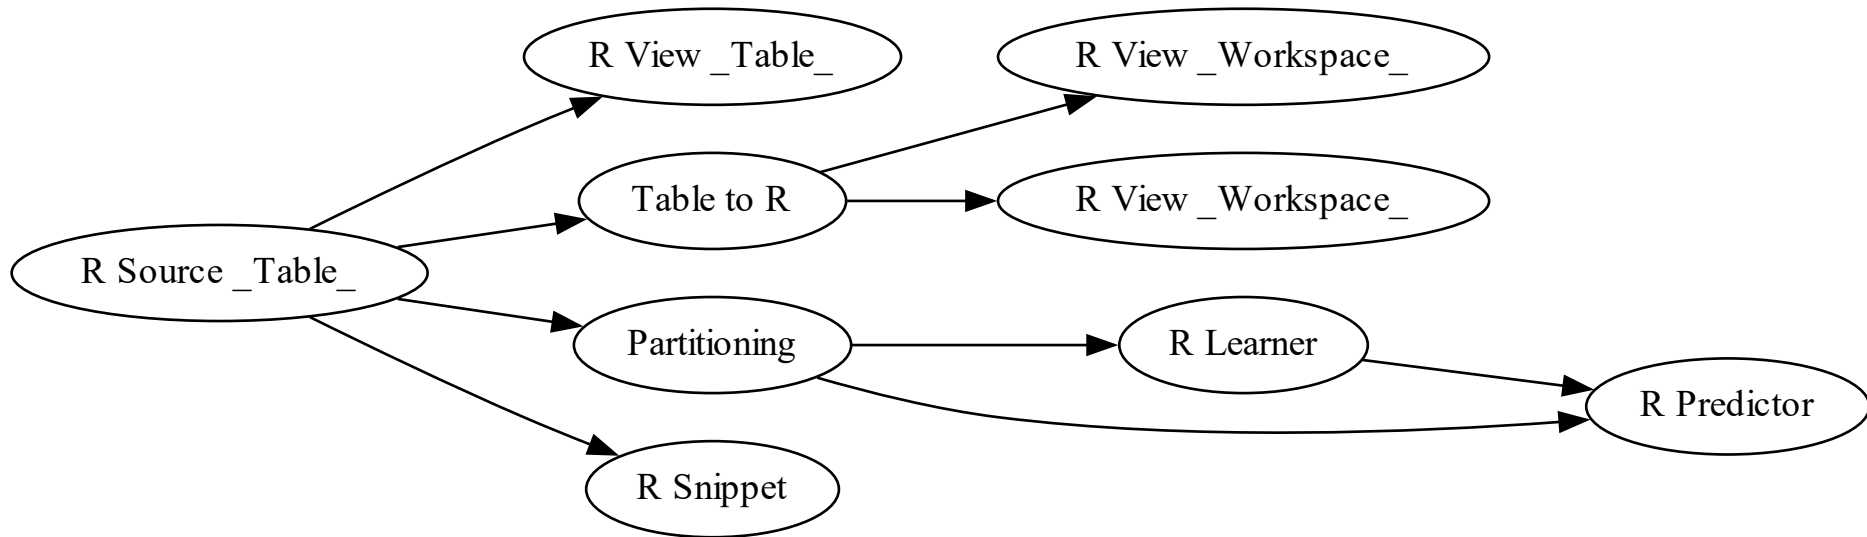 R View _Table_
R View _Workspace_
Table to R
R View _Workspace_
R Source _Table_
Partitioning
R Learner
R Predictor
R Snippet